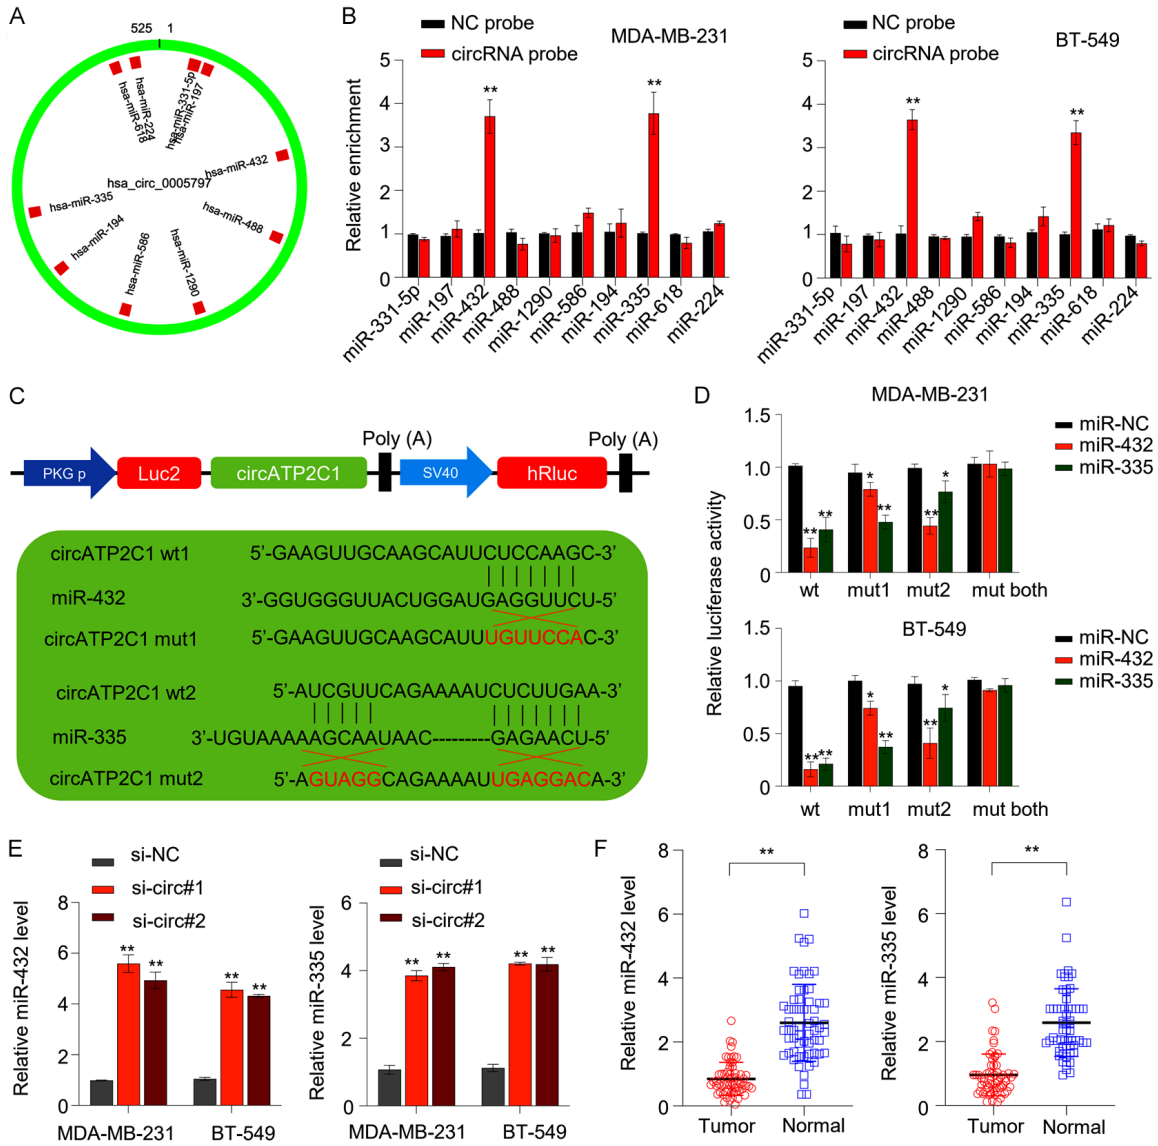 A
525 1
hsa-miR-618
hsa-miR-224
hsa-miR-331-5p
hsa-miR-197
hsa-miR-432
hsa_circ_0005797
hsa-miR-335
hsa-miR-488
hsa-miR-194
hsa-miR-586
hsa-miR-1290
B
NC probe
circRNA probe
MDA-MB-231
Relative enrichment
5
4
3
2
1
0
**
**
miR-331-5p
miR-197
miR-432
miR-488
miR-1290
miR-586
miR-194
miR-335
miR-618
miR-224
NC probe
circRNA probe
BT-549
5
4
3
2
1
0
**
**
miR-331-5p
miR-197
miR-432
miR-488
miR-1290
miR-586
miR-194
miR-335
miR-618
miR-224
C
Poly (A) Poly (A)
PKG p Luc2 circATP2C1 SV40 hRluc
circATP2C1 wt1 5’-GAAGUUGCAAGCAUUCUCCAAGC-3’
miR-432 3’-GGUGGGUUACUGGAUGAGGUUCU-5’
circATP2C1 mut1 5’-GAAGUUGCAAGCAUUUGUUCCAC-3’
circATP2C1 wt2 5’-AUCGUUCAGAAAAUCUCUUGAA-3’
miR-335 3’-UGUAAAAAGCAAUAAC---------GAGAACU-5’
circATP2C1 mut2 5’-AGUAGGCAGAAAAUUGAGGACA-3’
D
Relative luciferase activity
MDA-MB-231
miR-NC
miR-432
miR-335
1.5
1.0
0.5
0
** ** * ** ** *
wt mut1 mut2 mut both
BT-549
miR-NC
miR-432
miR-335
1.5
1.0
0.5
0
** ** * ** ** *
wt mut1 mut2 mut both
E
si-NC
si-circ#1
si-circ#2
Relative miR-432 level
8
6
4
2
0
** ** ** **
MDA-MB-231 BT-549
si-NC
si-circ#1
si-circ#2
Relative miR-335 level
6
4
2
0
** ** ** **
MDA-MB-231 BT-549
F
Relative miR-432 level
8
6
4
2
0
**
Tumor Normal
Relative miR-335 level
8
6
4
2
0
**
Tumor Normal